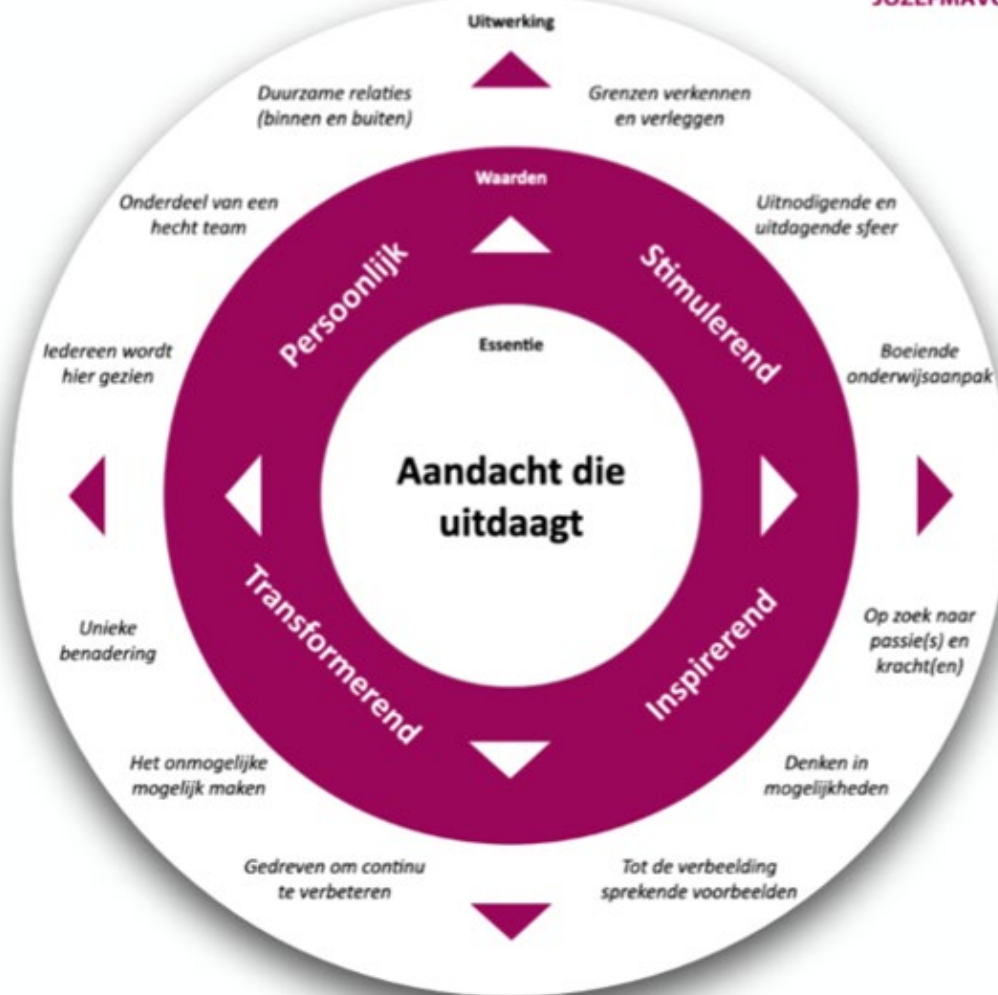 Uitwerking
Duurzame relaties
(binnen en buiten)
Grenzen verkennen
en verleggen
Waarden
Onderdeel van een
hecht team
Uitnodigende en
uitdagende sfeer
Persoonlijk
Stimulerend
Essentie
Iedereen wordt
hier gezien
Boeiende
onderwijsaanpak
Aandacht die
uitdaagt
Transformerend
Inspirerend
Unieke
benadering
Op zoek naar
passie(s) en
kracht(en)
Het onmogelijke
mogelijk maken
Denken in
mogelijkheden
Gedreven om continu
te verbeteren
Tot de verbeelding
sprekende voorbeelden